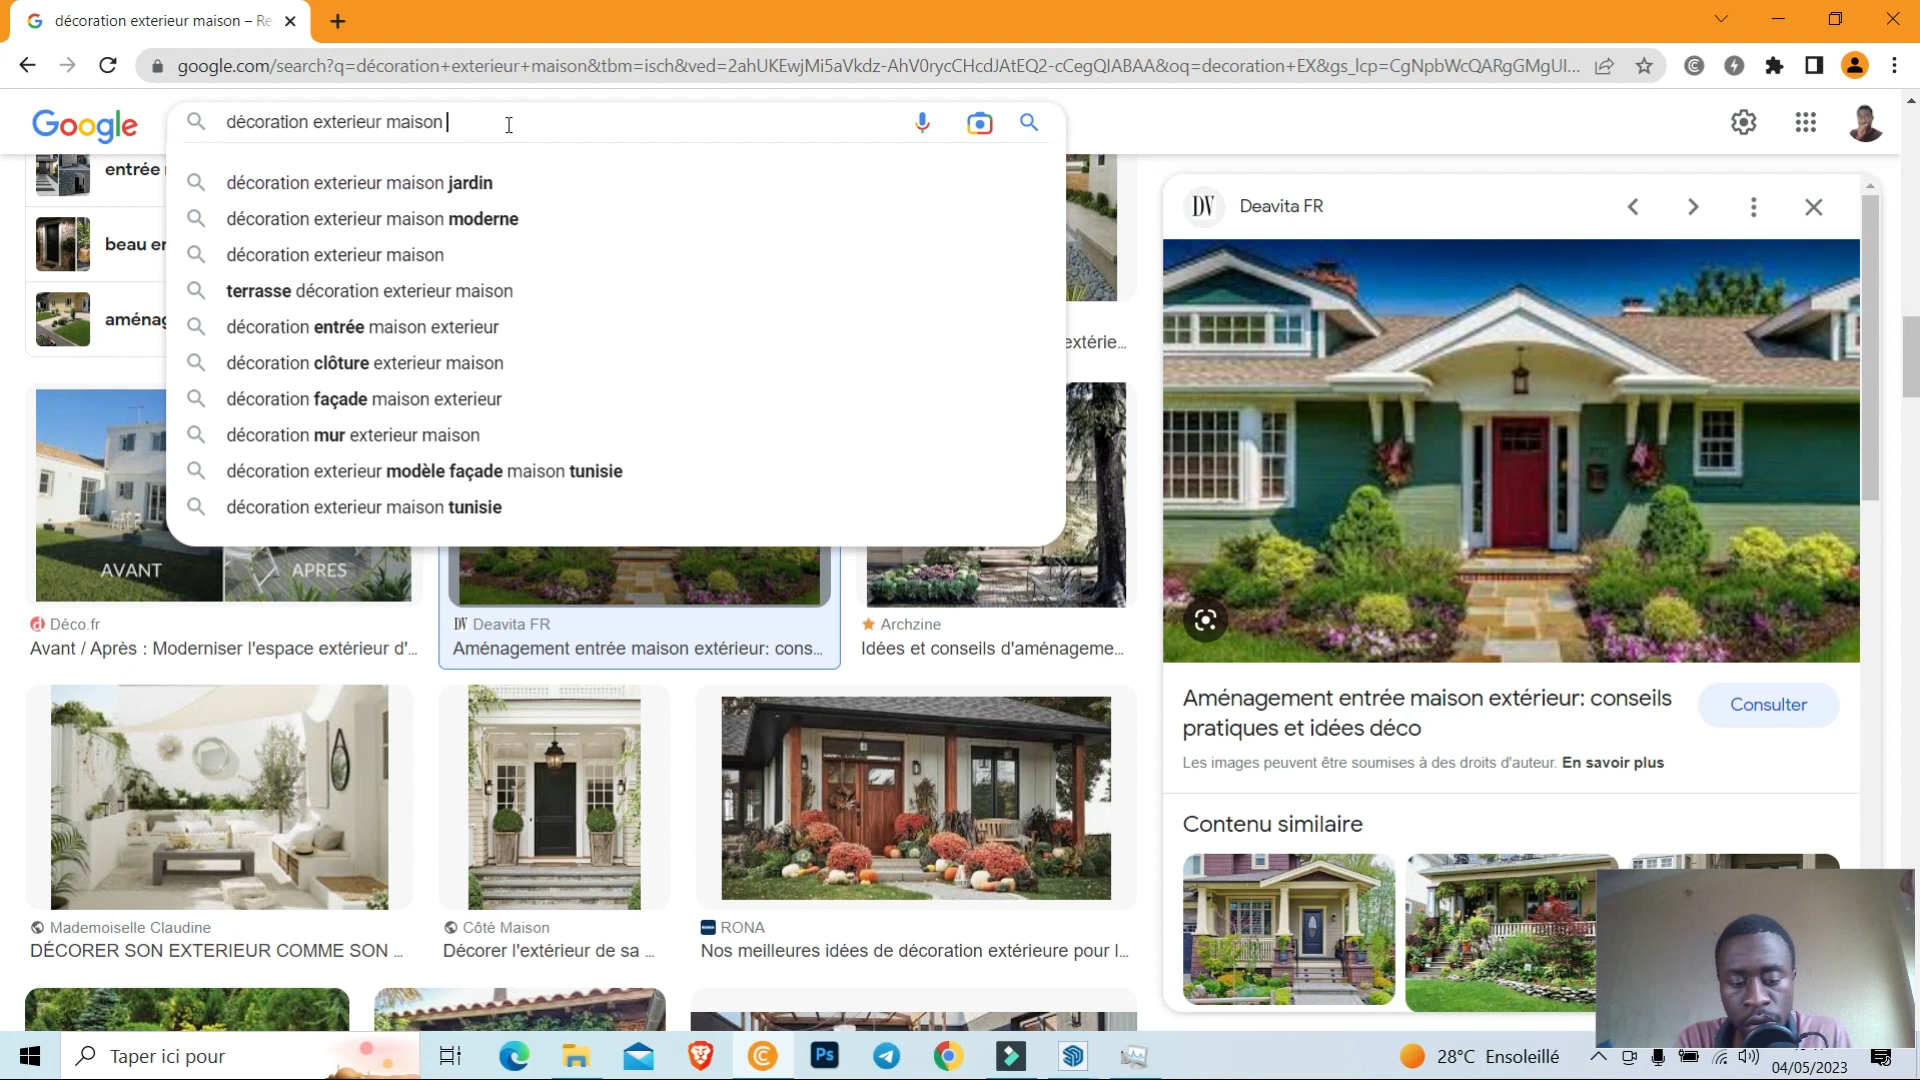 décoration exterieur maison – Re
google.com/search?q=décoration+exterieur+maison&tbm=isch&ved=2ahUKEwjMi5aVkdz-AhV0rycCHcdJAtEQ2-cCegQIABAA&oq=decoration+EX&gs_lcp=CgNpbWcQARgGMgUI...
Google
décoration exterieur maison
décoration exterieur maison jardin
décoration exterieur maison moderne
décoration exterieur maison
terrasse décoration exterieur maison
décoration entrée maison exterieur
décoration clôture exterieur maison
décoration façade maison exterieur
décoration mur exterieur maison
décoration exterieur modèle façade maison tunisie
décoration exterieur maison tunisie
entrée
beau en
aménag
extérie...
AVANT
APRES
Déco.fr
Avant / Après : Moderniser l'espace extérieur d'...
DV Deavita FR
Aménagement entrée maison extérieur: cons...
Archzine
Idées et conseils d'aménageme...
Mademoiselle Claudine
DÉCORER SON EXTERIEUR COMME SON ...
Côté Maison
Décorer l'extérieur de sa ...
RONA
Nos meilleures idées de décoration extérieure pour l...
DV Deavita FR
Aménagement entrée maison extérieur: conseils
pratiques et idées déco
Consulter
Les images peuvent être soumises à des droits d'auteur. En savoir plus
Contenu similaire
Taper ici pour
Ps
28°C Ensoleillé
04/05/2023